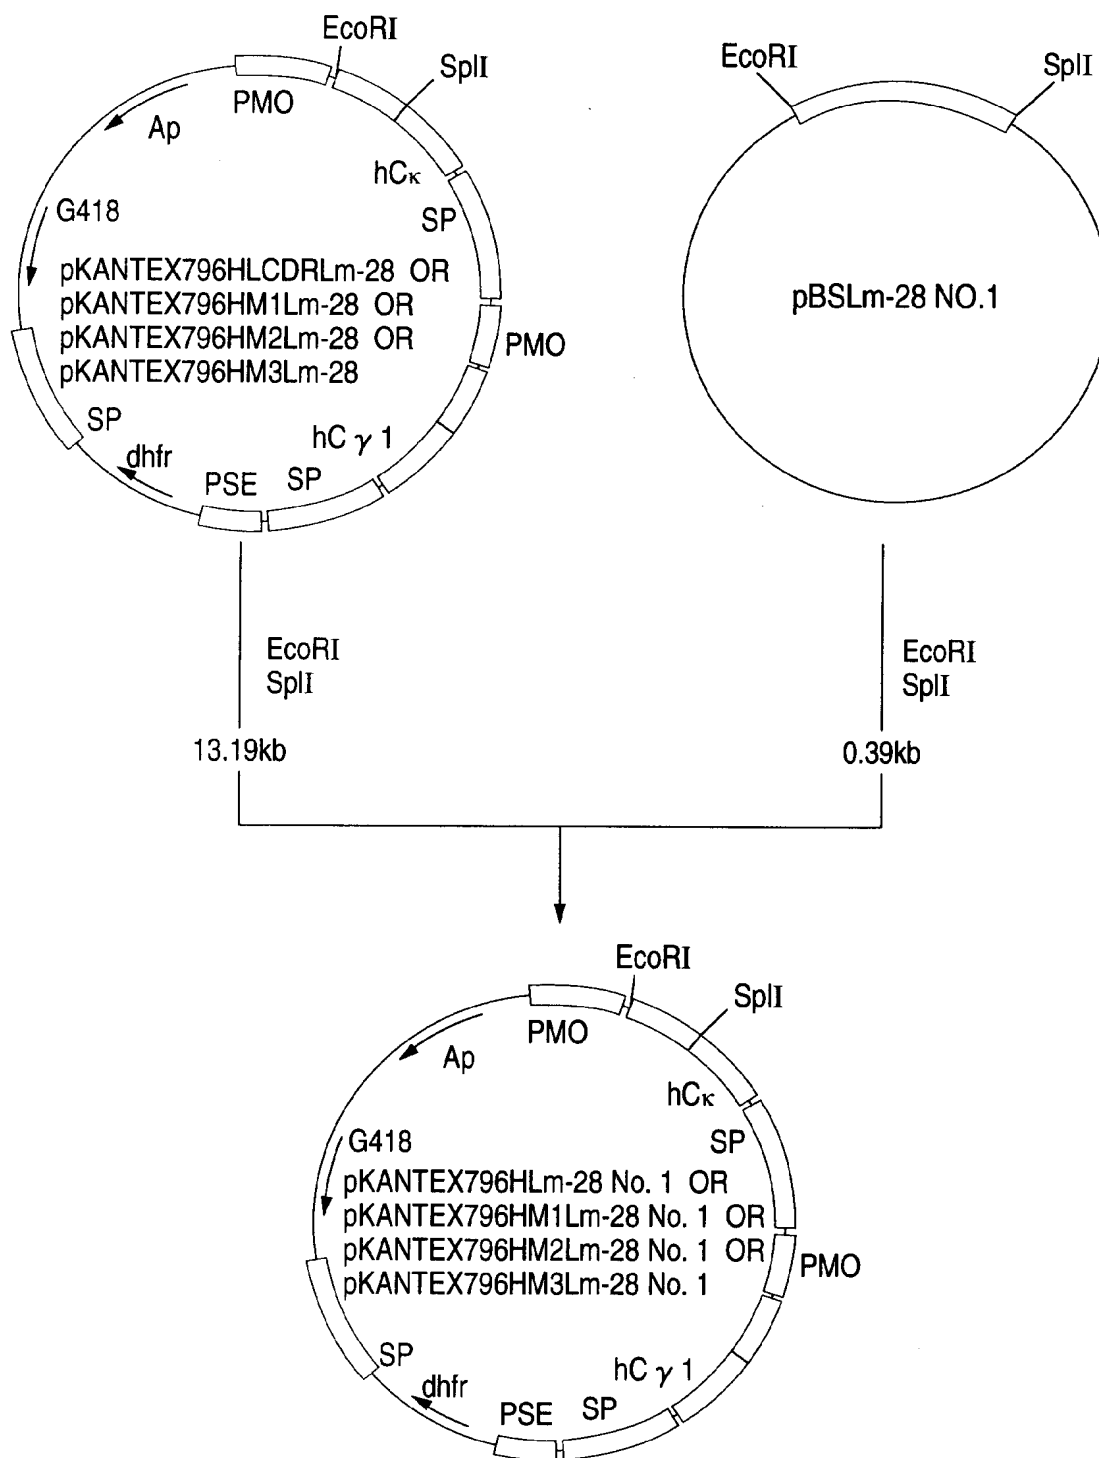 EcoRI
SplI
PMO
Ap
hCκ
SP
G418
pKANTEX796HLCDRLm-28 OR
pKANTEX796HM1Lm-28 OR
pKANTEX796HM2Lm-28 OR
pKANTEX796HM3Lm-28
PMO
SP
hC γ 1
dhfr
PSE
SP
EcoRI
SplI
pBSLm-28 NO.1
EcoRI
SplI
13.19kb
EcoRI
SplI
0.39kb
EcoRI
SplI
PMO
Ap
hCκ
SP
G418
pKANTEX796HLm-28 No. 1 OR
pKANTEX796HM1Lm-28 No. 1 OR
pKANTEX796HM2Lm-28 No. 1 OR
pKANTEX796HM3Lm-28 No. 1
PMO
SP
hC γ 1
dhfr
PSE
SP